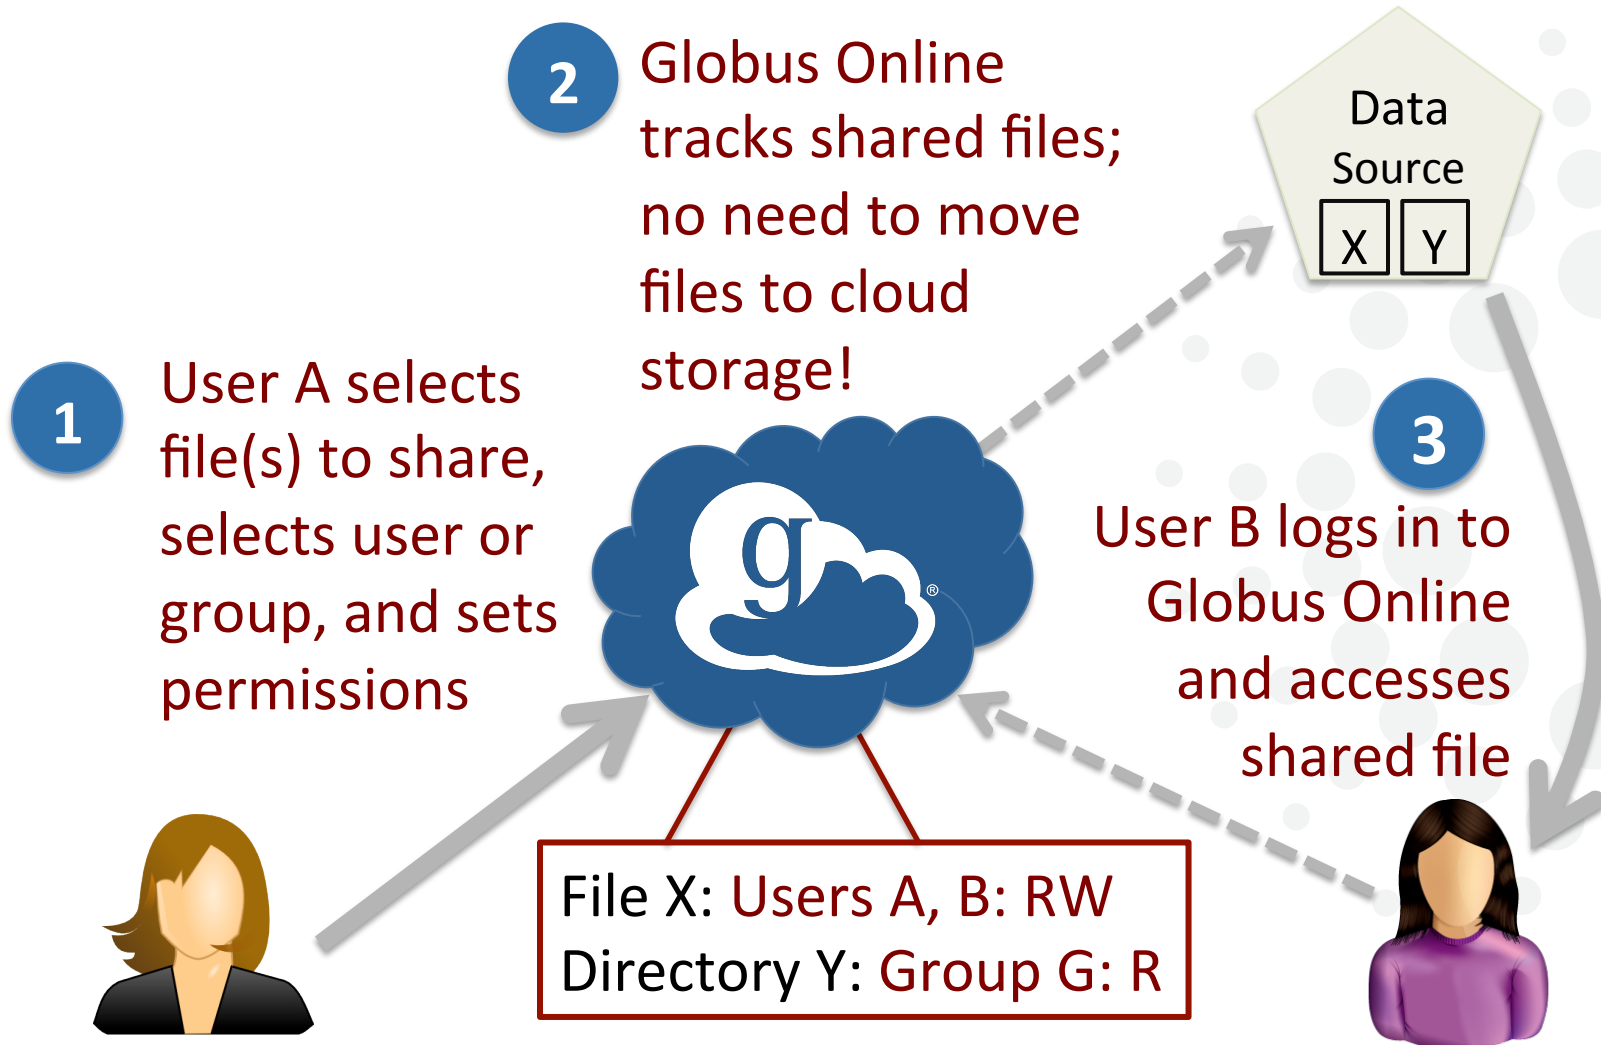 1
User A selects
file(s) to share,
selects user or
group, and sets
permissions
2
Globus Online
tracks shared files;
no need to move
files to cloud
storage!
Data
Source
X Y
3
User B logs in to
Globus Online
and accesses
shared file
g
®
File X: Users A, B: RW
Directory Y: Group G: R